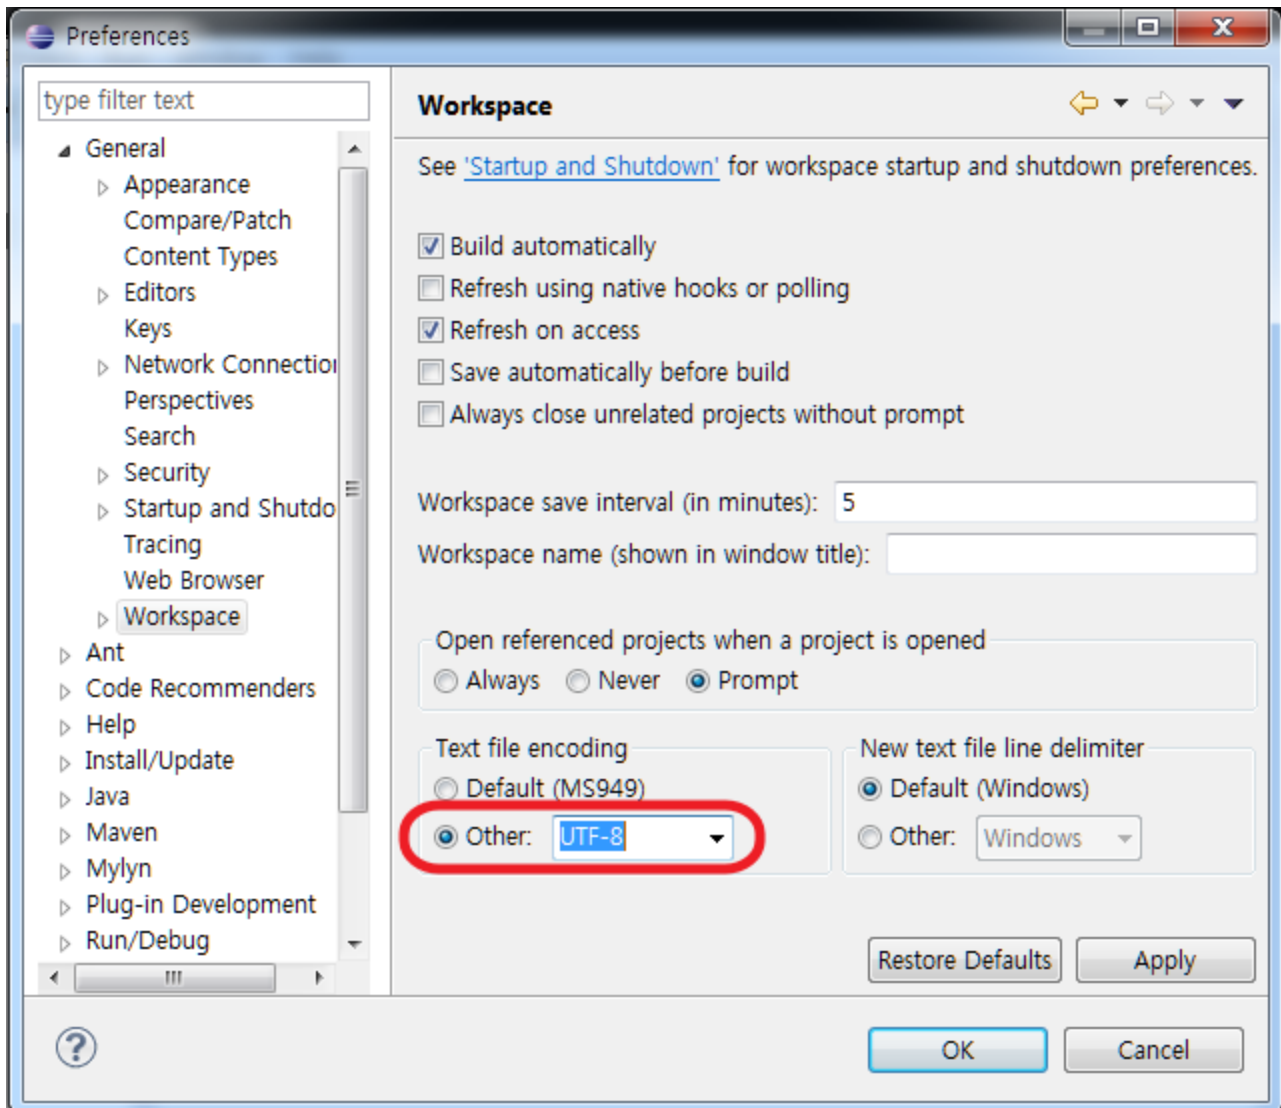 Preferences
type filter text
General
Appearance
Compare/Patch
Content Types
Editors
Keys
Network Connection
Perspectives
Search
Security
Startup and Shutdo
Tracing
Web Browser
Workspace
Ant
Code Recommenders
Help
Install/Update
Java
Maven
Mylyn
Plug-in Development
Run/Debug
Workspace
See 'Startup and Shutdown' for workspace startup and shutdown preferences.
Build automatically
Refresh using native hooks or polling
Refresh on access
Save automatically before build
Always close unrelated projects without prompt
Workspace save interval (in minutes): 5
Workspace name (shown in window title):
Open referenced projects when a project is opened
Always Never Prompt
Text file encoding
Default (MS949)
Other: UTF-8
New text file line delimiter
Default (Windows)
Other: Windows
Restore Defaults Apply
? OK Cancel